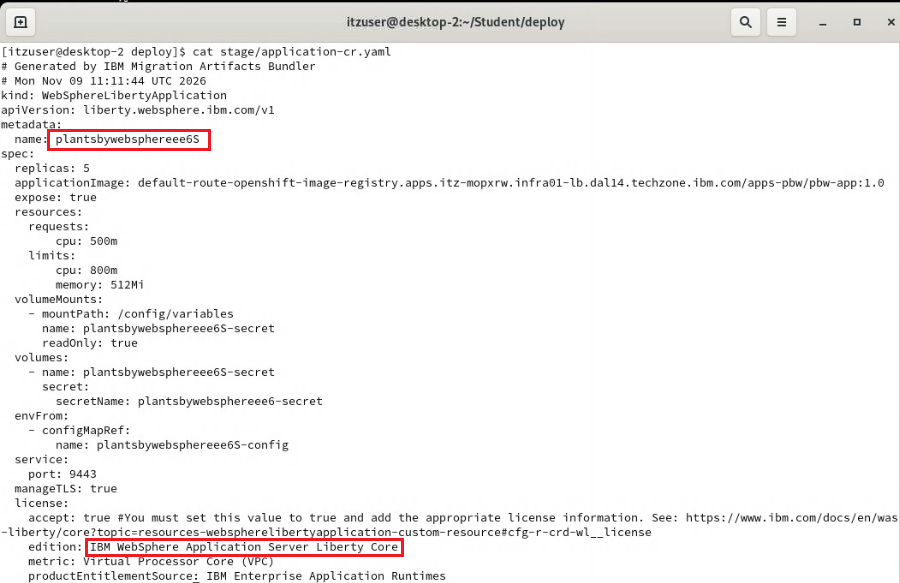 itzuser@desktop-2:~/Student/deploy
[itzuser@desktop-2 deploy]$ cat stage/application-cr.yaml
# Generated by IBM Migration Artifacts Bundler
# Mon Nov 09 11:11:44 UTC 2026
kind: WebSphereLibertyApplication
apiVersion: liberty.websphere.ibm.com/v1
metadata:
  name: plantsbywebsphereee6S
spec:
  replicas: 5
  applicationImage: default-route-openshift-image-registry.apps.itz-mopxrw.infra01-lb.dal14.techzone.ibm.com/apps-pbw/pbw-app:1.0
  expose: true
  resources:
    requests:
        cpu: 500m
    limits:
        cpu: 800m
        memory: 512Mi
  volumeMounts:
    - mountPath: /config/variables
      name: plantsbywebsphereee6S-secret
      readOnly: true
  volumes:
    - name: plantsbywebsphereee6S-secret
      secret:
        secretName: plantsbywebsphereee6-secret
  envFrom:
    - configMapRef:
        name: plantsbywebsphereee6S-config
  service:
    port: 9443
  manageTLS: true
  license:
    accept: true #You must set this value to true and add the appropriate license information. See: https://www.ibm.com/docs/en/was
-liberty/core?topic=resources-webspherelibertyapplication-custom-resource#cfg-r-crd-wl__license
    edition: IBM WebSphere Application Server Liberty Core
    metric: Virtual Processor Core (VPC)
    productEntitlementSource: IBM Enterprise Application Runtimes